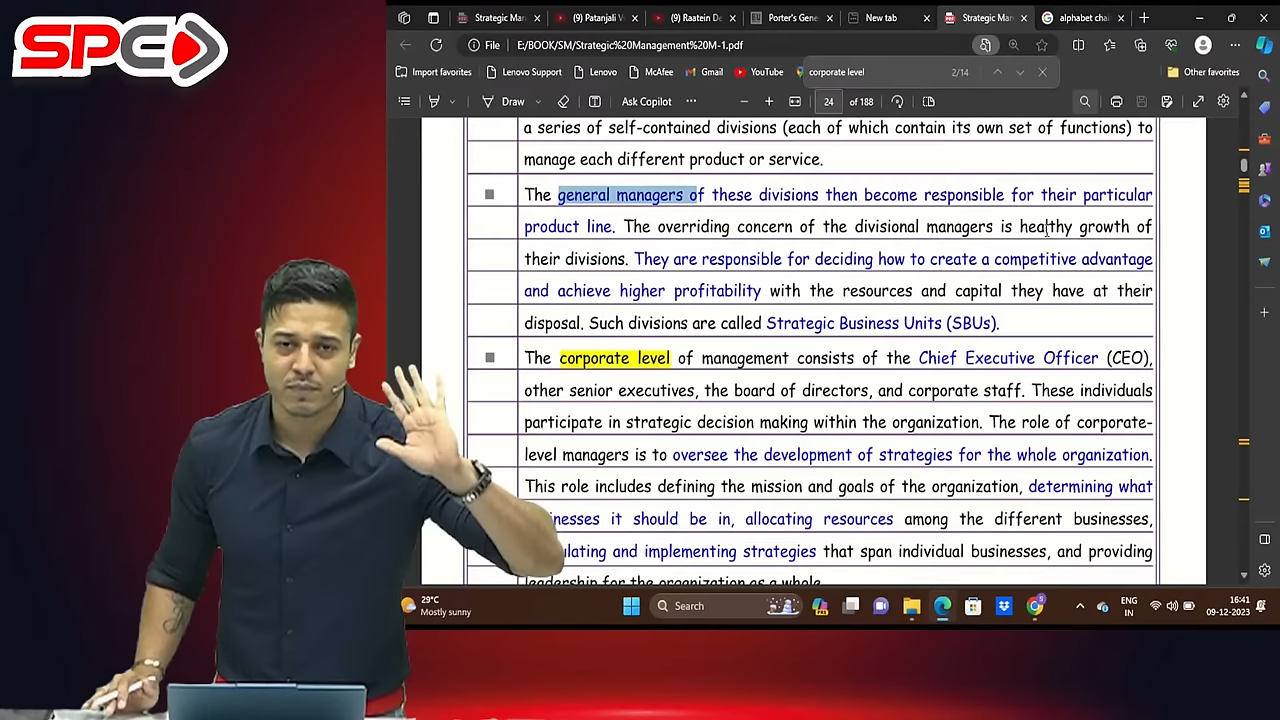 SPC
Strategic Mar
(9) Patanjali V
(9) Raatein De
ter's Gene
New tab
Strategic Mar
alphabet chai
File
E:/BOOK/SM/Strategic%20Management%20M-1.pdf
Import favorites
Lenovo Support
Lenovo
McAfee
Gmail
YouTube
corporate level
2/14
Other favorites
Draw
Ask Copilot
24
of 188
a series of self-contained divisions (each of which contain its own set of functions) to
manage each different product or service.
The general managers of these divisions then become responsible for their particular
product line. The overriding concern of the divisional managers is healthy growth of
their divisions. They are responsible for deciding how to create a competitive advantage
and achieve higher profitability with the resources and capital they have at their
disposal. Such divisions are called Strategic Business Units (SBUs).
The corporate level of management consists of the Chief Executive Officer (CEO),
other senior executives, the board of directors, and corporate staff. These individuals
participate in strategic decision making within the organization. The role of corporate-
level managers is to oversee the development of strategies for the whole organization.
This role includes defining the mission and goals of the organization, determining what
inesses it should be in, allocating resources among the different businesses,
ulating and implementing strategies that span individual businesses, and providing
leadership for the organization as a whole
29°C
Mostly sunny
Search
ENG
IN
16:41
09-12-2023